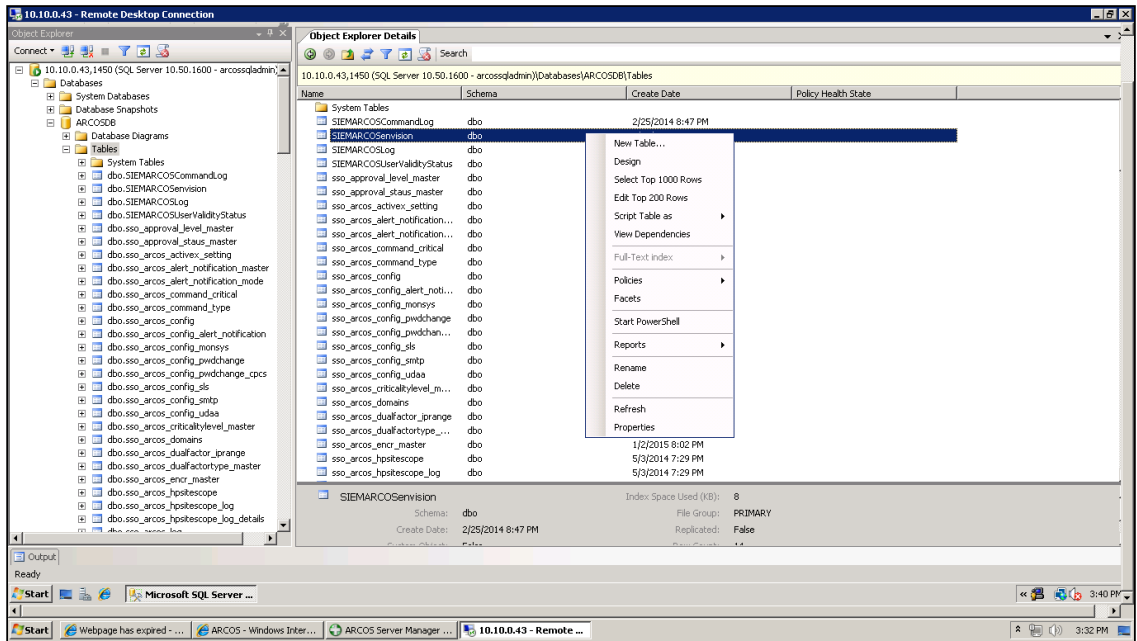 10.10.0.43 - Remote Desktop Connection
Object Explorer
Connect
10.10.0.43,1450 (SQL Server 10.50.1600 - arcossqladmin)
Databases
System Databases
Database Snapshots
ARCOSDB
Database Diagrams
Tables
System Tables
dbo.SIEMARCOSCommandLog
dbo.SIEMARCOSenvision
dbo.SIEMARCOSLog
dbo.SIEMARCOSUserValidityStatus
dbo.sso_approval_level_master
dbo.sso_approval_staus_master
dbo.sso_arcos_activex_setting
dbo.sso_arcos_alert_notification_master
dbo.sso_arcos_alert_notification_mode
dbo.sso_arcos_command_critical
dbo.sso_arcos_command_type
dbo.sso_arcos_config
dbo.sso_arcos_config_alert_notification
dbo.sso_arcos_config_monsys
dbo.sso_arcos_config_pwdchange
dbo.sso_arcos_config_pwdchange_cpcs
dbo.sso_arcos_config_sls
dbo.sso_arcos_config_smtp
dbo.sso_arcos_config_udaa
dbo.sso_arcos_criticalitylevel_master
dbo.sso_arcos_domains
dbo.sso_arcos_dualfactor_iprange
dbo.sso_arcos_dualfactortype_master
dbo.sso_arcos_encr_master
dbo.sso_arcos_hpsitescope
dbo.sso_arcos_hpsitescope_log
dbo.sso_arcos_hpsitescope_log_details
Object Explorer Details
Search
10.10.0.43,1450 (SQL Server 10.50.1600 - arcossqladmin)\Databases\ARCOSDB\Tables
Name Schema Create Date Policy Health State
System Tables
SIEMARCOSCommandLog dbo 2/25/2014 8:47 PM
SIEMARCOSenvision dbo
SIEMARCOSLog dbo
SIEMARCOSUserValidityStatus dbo
sso_approval_level_master dbo
sso_approval_staus_master dbo
sso_arcos_activex_setting dbo
sso_arcos_alert_notification... dbo
sso_arcos_alert_notification... dbo
sso_arcos_command_critical dbo
sso_arcos_command_type dbo
sso_arcos_config dbo
sso_arcos_config_alert_noti... dbo
sso_arcos_config_monsys dbo
sso_arcos_config_pwdchange dbo
sso_arcos_config_pwdchan... dbo
sso_arcos_config_sls dbo
sso_arcos_config_smtp dbo
sso_arcos_config_udaa dbo
sso_arcos_criticalitylevel_m... dbo
sso_arcos_domains dbo
sso_arcos_dualfactor_iprange dbo
sso_arcos_dualfactortype_... dbo
sso_arcos_encr_master dbo 1/2/2015 8:02 PM
sso_arcos_hpsitescope dbo 5/3/2014 7:29 PM
sso_arcos_hpsitescope_log dbo 5/3/2014 7:29 PM
New Table...
Design
Select Top 1000 Rows
Edit Top 200 Rows
Script Table as
View Dependencies
Full-Text index
Policies
Facets
Start PowerShell
Reports
Rename
Delete
Refresh
Properties
SIEMARCOSenvision Index Space Used (KB): 8
Schema: dbo File Group: PRIMARY
Create Date: 2/25/2014 8:47 PM Replicated: False
Output
Ready
Start Microsoft SQL Server ... 3:40 PM
Start Webpage has expired - ... ARCOS - Windows Inter... ARCOS Server Manager ... 10.10.0.43 - Remote ... 3:32 PM